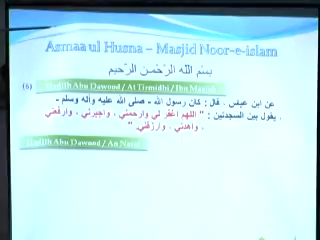 Asmaa ul Husna – Masjid Noor-e-islam
بسم الله الرحمن الرحيم
(6) Hadith Abu Dawood / At Tirmidhi / Ibn Majah
عن ابن عباس . قال : كان رسول الله - صلى الله عليه وآله وسلم -
يقول بين السجدتين : " اللهم اغفر لي وارحمني ، واجبرني ، وارفعني
، واهدني ، وارزقني "
Hadith Abu Dawood / An Nasai